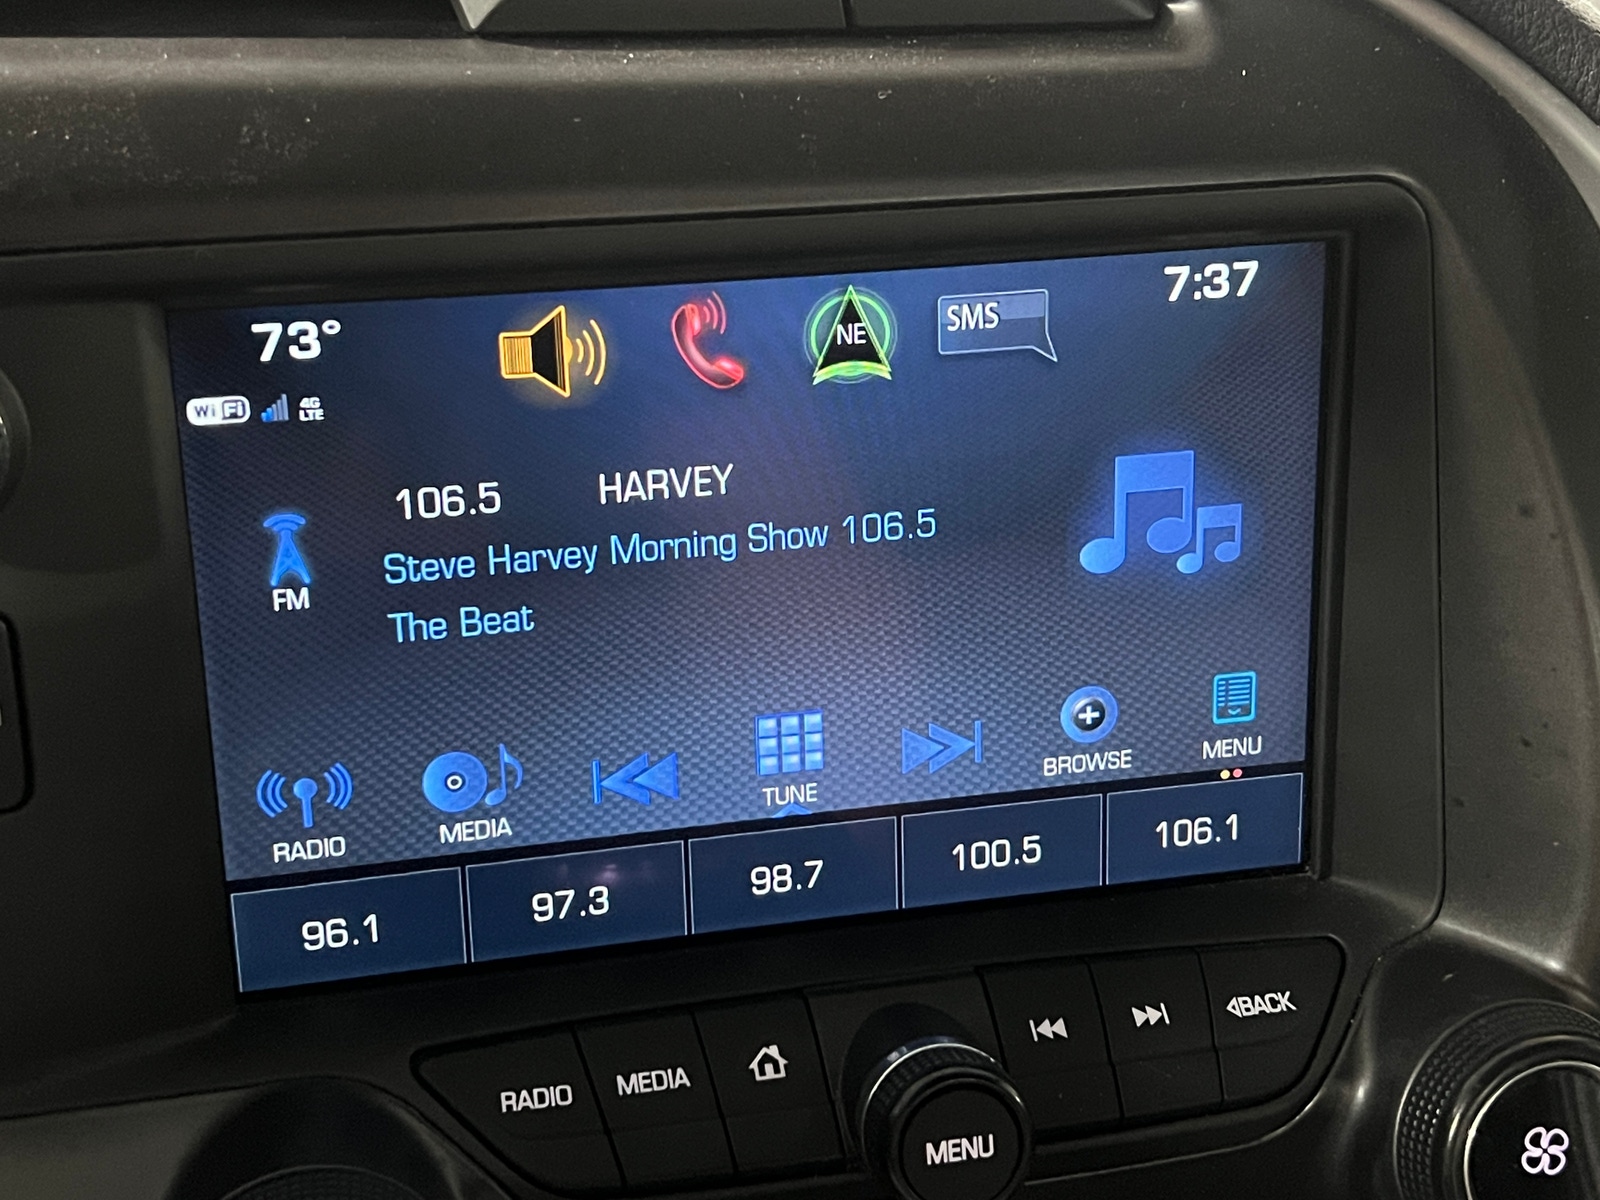 73°
7:37
NE
SMS
WiFi
4G
LTE
106.5 HARVEY
Steve Harvey Morning Show 106.5
The Beat
FM
RADIO
MEDIA
TUNE
BROWSE
MENU
96.1
97.3
98.7
100.5
106.1
RADIO
MEDIA
MENU
BACK